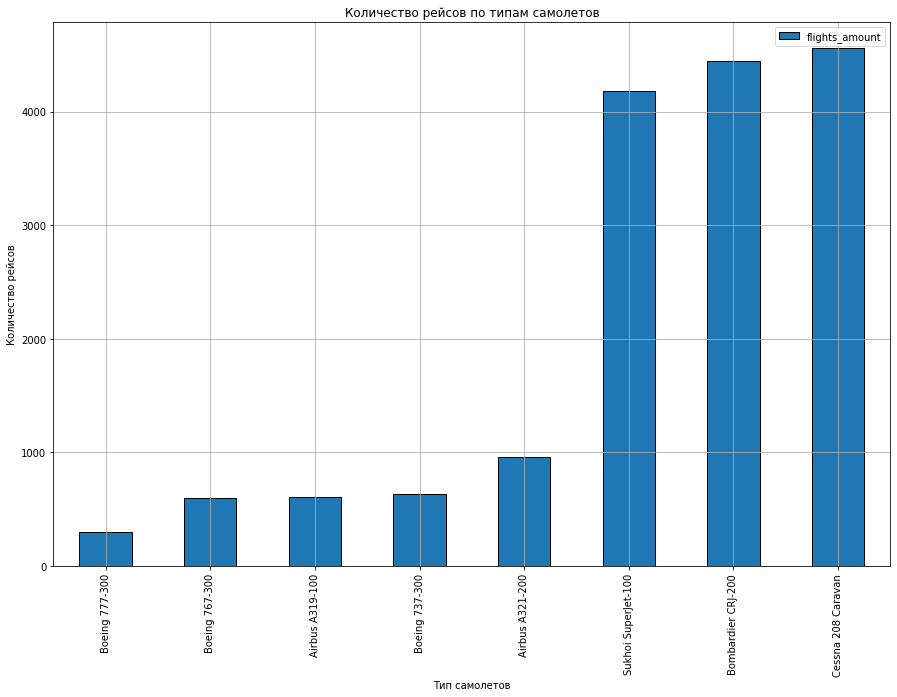 Количество рейсов по типам самолетов
flights_amount
Количество рейсов
4000
3000
2000
1000
0
Boeing 777-300
Boeing 767-300
Airbus A319-100
Boeing 737-300
Airbus A321-200
Sukhoi SuperJet-100
Bombardier CRJ-200
Cessna 208 Caravan
Тип самолетов